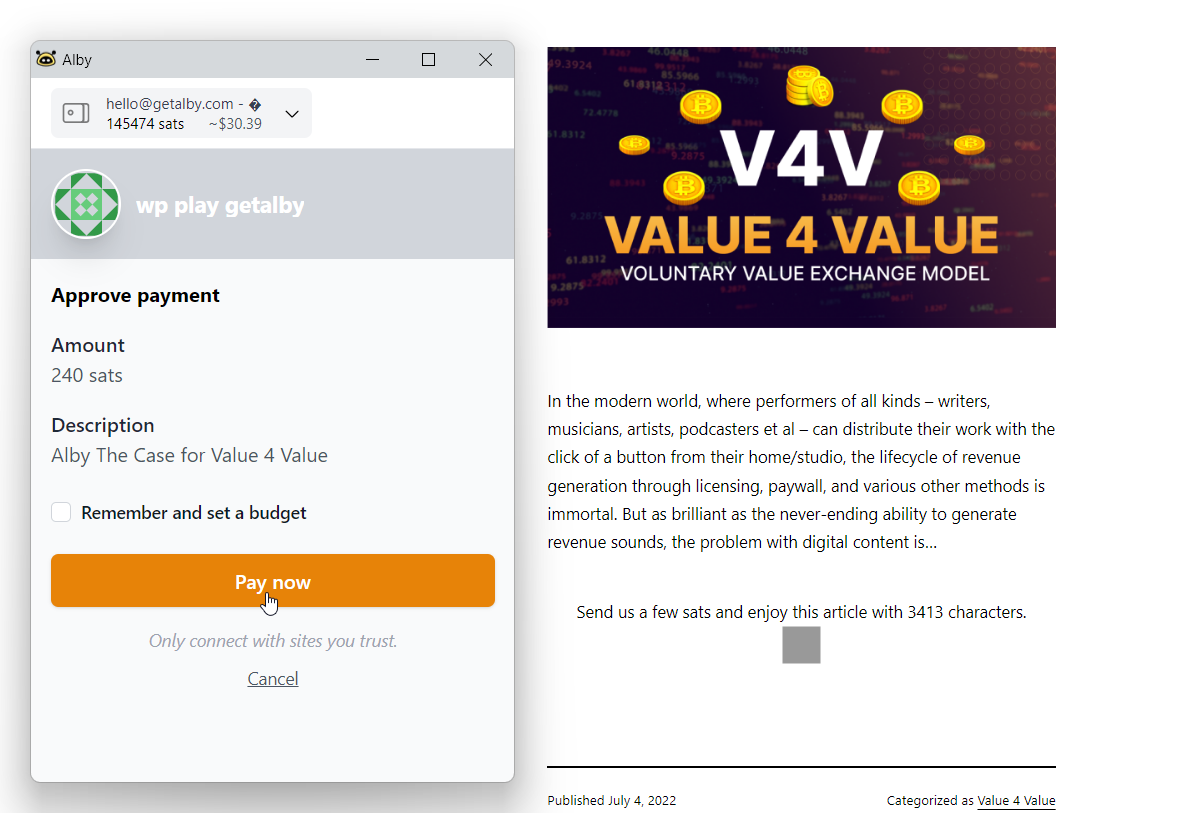 Alby
hello@getalby.com - �
145474 sats ~$30.39
wp play getalby
Approve payment
Amount
240 sats
Description
Alby The Case for Value 4 Value
Remember and set a budget
Pay now
Only connect with sites you trust.
Cancel
V4V
VALUE 4 VALUE
VOLUNTARY VALUE EXCHANGE MODEL
In the modern world, where performers of all kinds – writers,
musicians, artists, podcasters et al – can distribute their work with the
click of a button from their home/studio, the lifecycle of revenue
generation through licensing, paywall, and various other methods is
immortal. But as brilliant as the never-ending ability to generate
revenue sounds, the problem with digital content is…
Send us a few sats and enjoy this article with 3413 characters.
Published July 4, 2022
Categorized as Value 4 Value